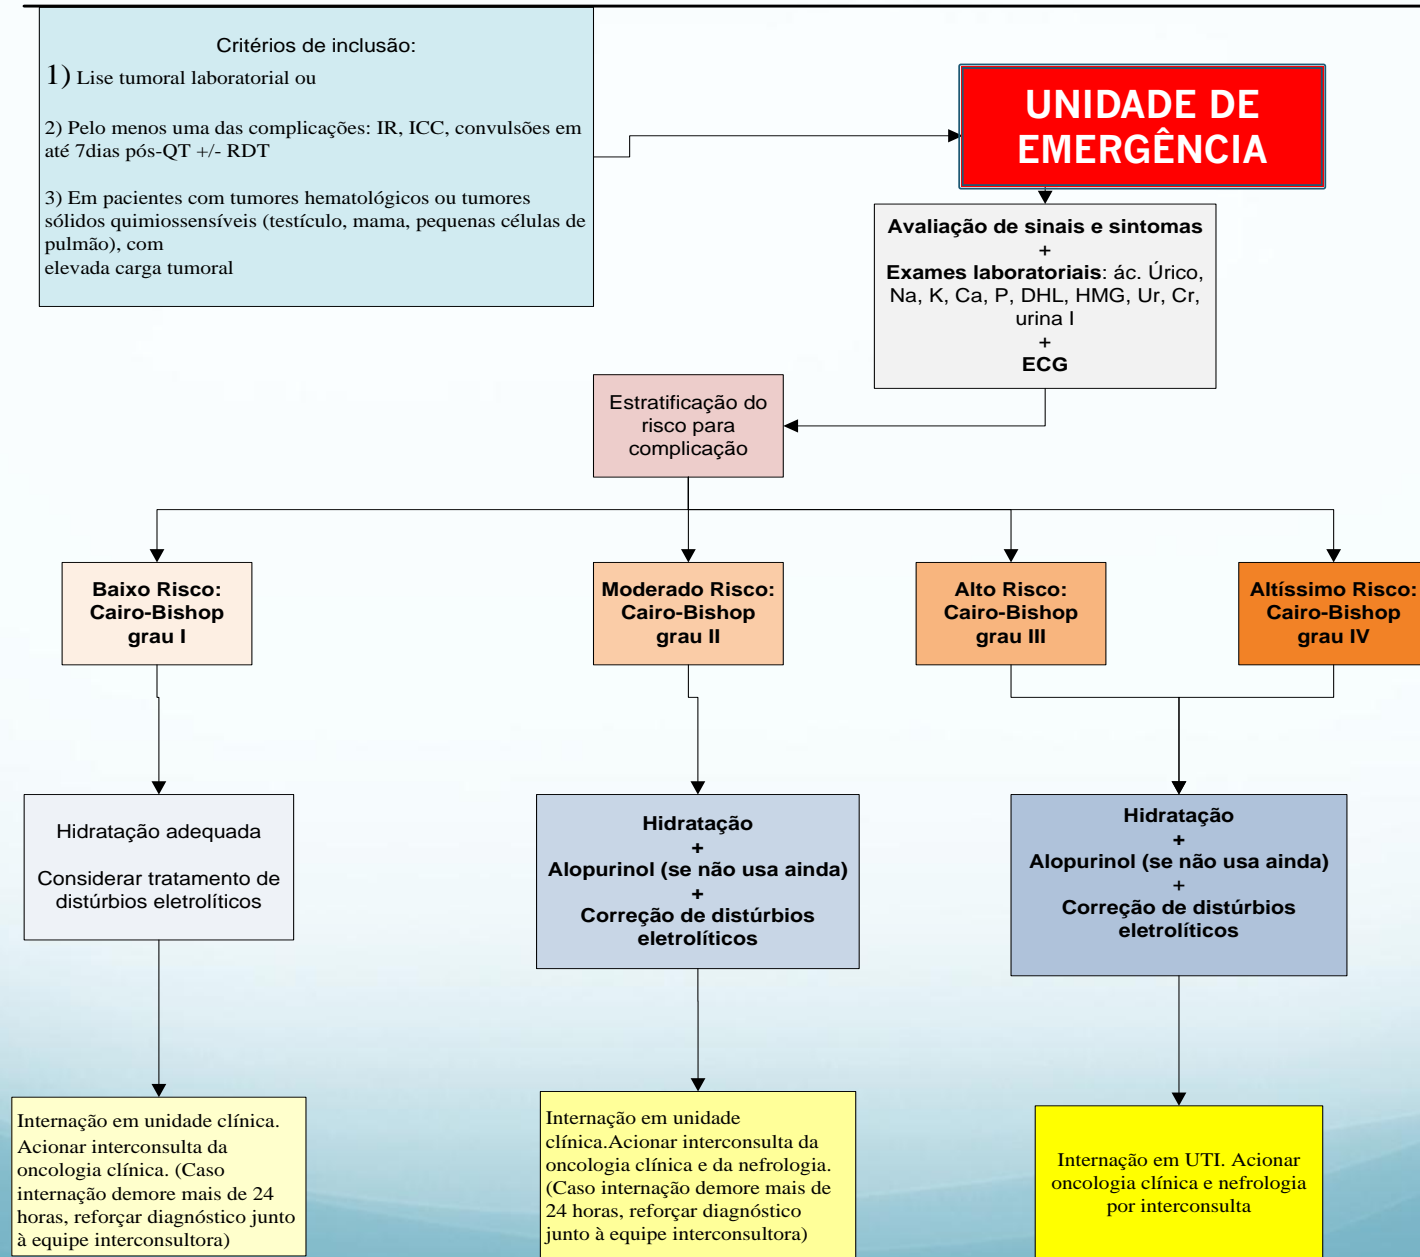 Critérios de inclusão:
1) Lise tumoral laboratorial ou
2) Pelo menos uma das complicações: IR, ICC, convulsões em
até 7dias pós-QT +/- RDT
3) Em pacientes com tumores hematológicos ou tumores
sólidos quimiossensíveis (testículo, mama, pequenas células de
pulmão), com
elevada carga tumoral
UNIDADE DE
EMERGÊNCIA
Avaliação de sinais e sintomas
+
Exames laboratoriais: ác. Úrico,
Na, K, Ca, P, DHL, HMG, Ur, Cr,
urina I
+
ECG
Estratificação do
risco para
complicação
Baixo Risco:
Cairo-Bishop
grau I
Moderado Risco:
Cairo-Bishop
grau II
Alto Risco:
Cairo-Bishop
grau III
Altíssimo Risco:
Cairo-Bishop
grau IV
Hidratação adequada
Considerar tratamento de
distúrbios eletrolíticos
Hidratação
+
Alopurinol (se não usa ainda)
+
Correção de distúrbios
eletrolíticos
Hidratação
+
Alopurinol (se não usa ainda)
+
Correção de distúrbios
eletrolíticos
Internação em unidade clínica.
Acionar interconsulta da
oncologia clínica. (Caso
internação demore mais de 24
horas, reforçar diagnóstico junto
à equipe interconsultora)
Internação em unidade
clínica.Acionar interconsulta da
oncologia clínica e da nefrologia.
(Caso internação demore mais de
24 horas, reforçar diagnóstico
junto à equipe interconsultora)
Internação em UTI. Acionar
oncologia clínica e nefrologia
por interconsulta